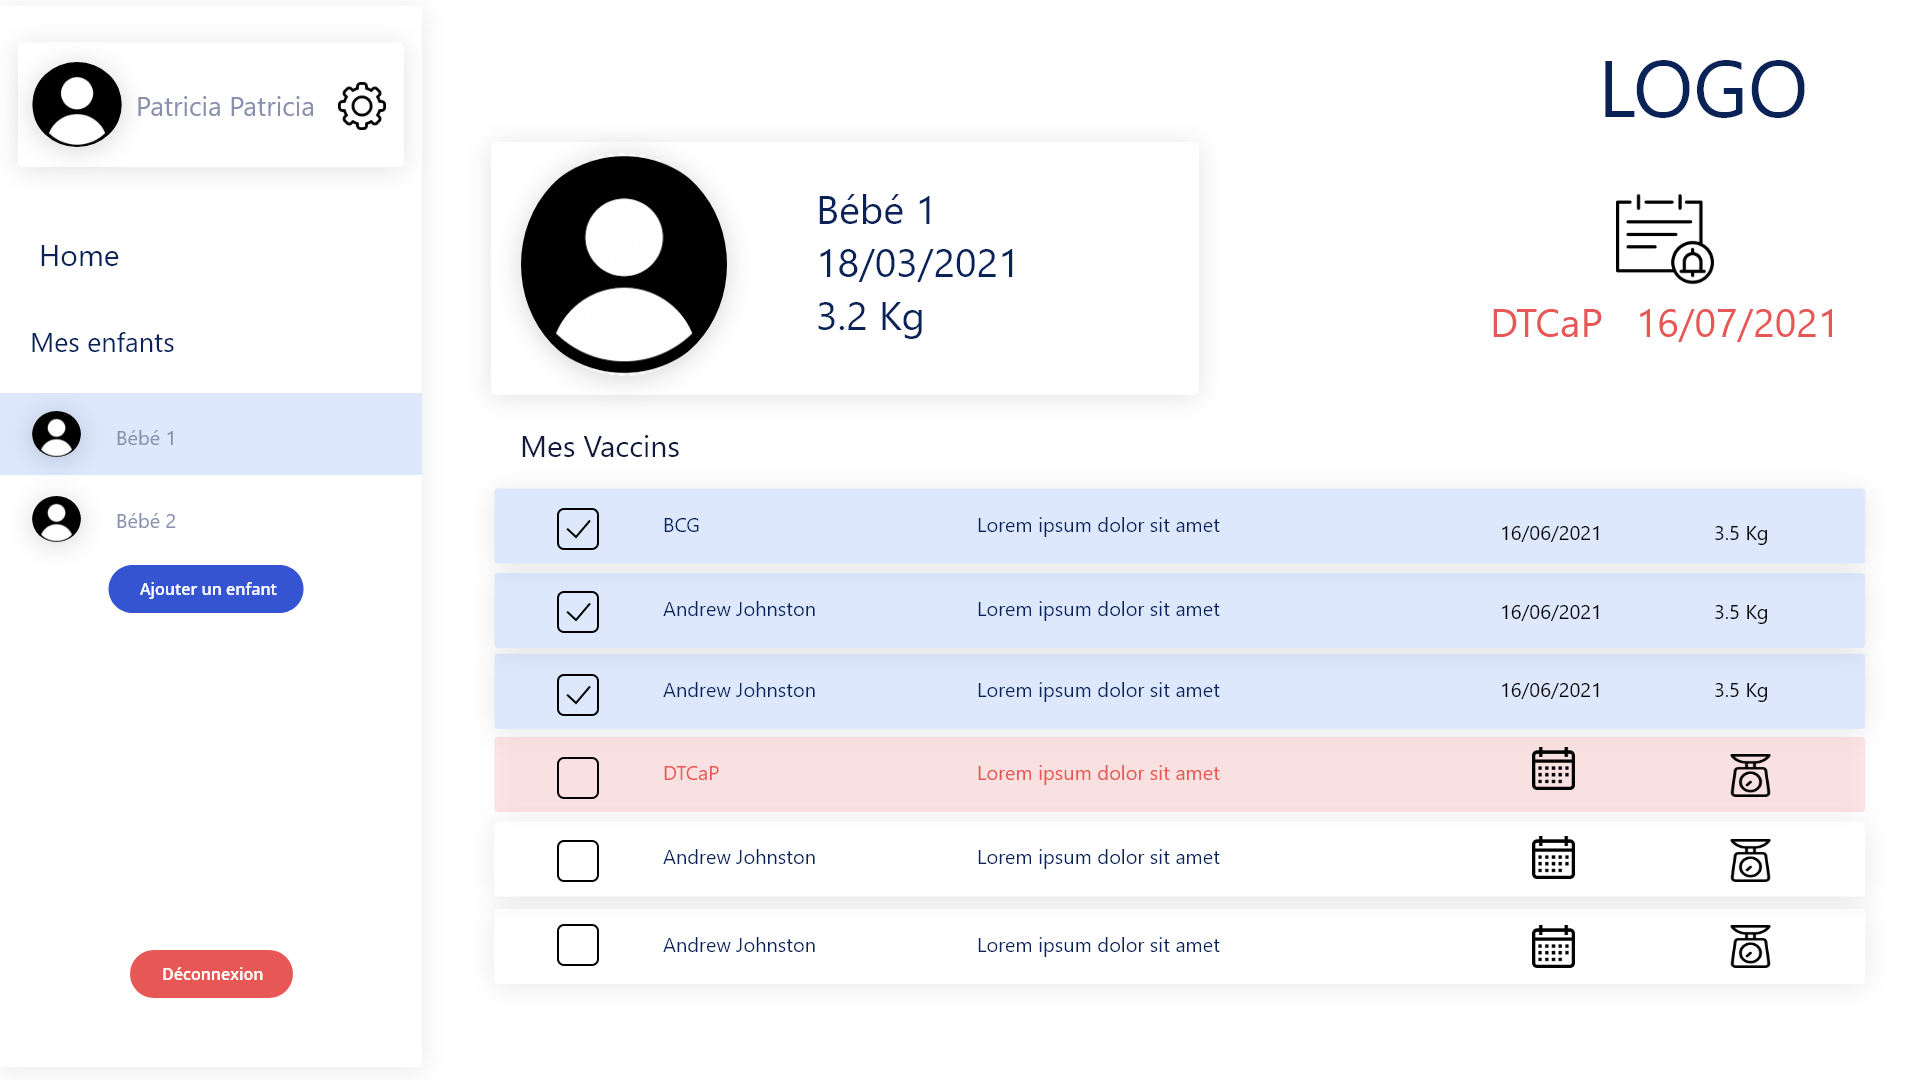 Patricia Patricia
Home
Mes enfants
Bébé 1
Bébé 2
Ajouter un enfant
Déconnexion
LOGO
Bébé 1
18/03/2021
3.2 Kg
DTCaP 16/07/2021
Mes Vaccins
BCG Lorem ipsum dolor sit amet 16/06/2021 3.5 Kg
Andrew Johnston Lorem ipsum dolor sit amet 16/06/2021 3.5 Kg
Andrew Johnston Lorem ipsum dolor sit amet 16/06/2021 3.5 Kg
DTCaP Lorem ipsum dolor sit amet
Andrew Johnston Lorem ipsum dolor sit amet
Andrew Johnston Lorem ipsum dolor sit amet